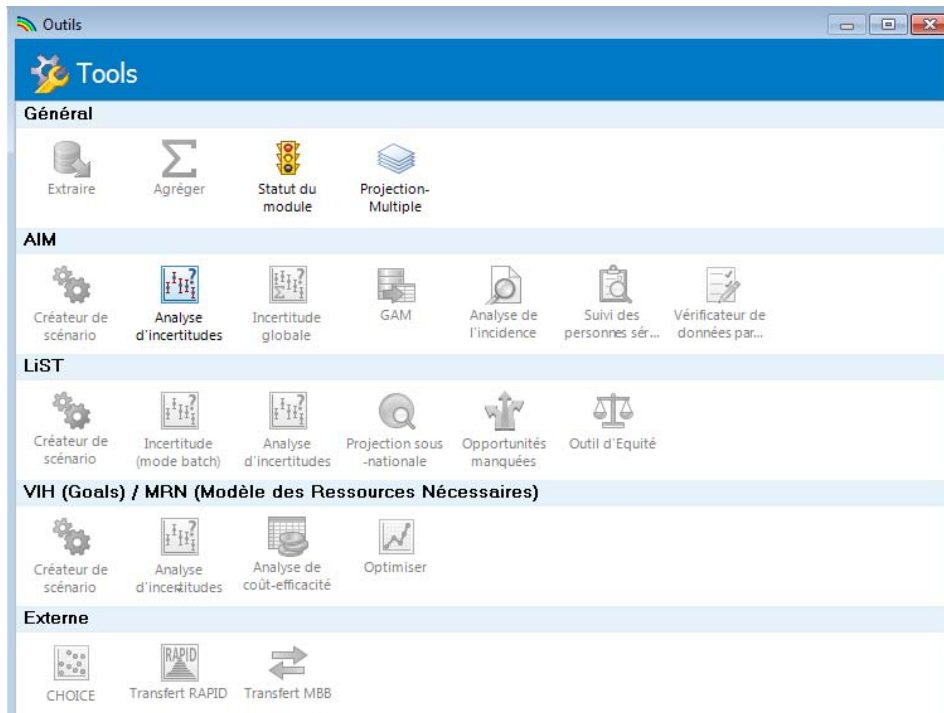 Outils
Tools
Général
Extraire
Agréger
Statut du
module
Projection-
Multiple
AIM
Créateur de
scénario
Analyse
d'incertitudes
Incertitude
globale
GAM
Analyse de
l'incidence
Suivi des
personnes sér...
Vérificateur de
données par...
LiST
Créateur de
scénario
Incertitude
(mode batch)
Analyse
d'incertitudes
Projection sous
-nationale
Opportunités
manquées
Outil d'Equité
VIH (Goals) / MRN (Modèle des Ressources Nécessaires)
Créateur de
scénario
Analyse
d'incertitudes
Analyse de
coût-efficacité
Optimiser
Externe
CHOICE
RAPID
Transfert RAPID
Transfert MBB